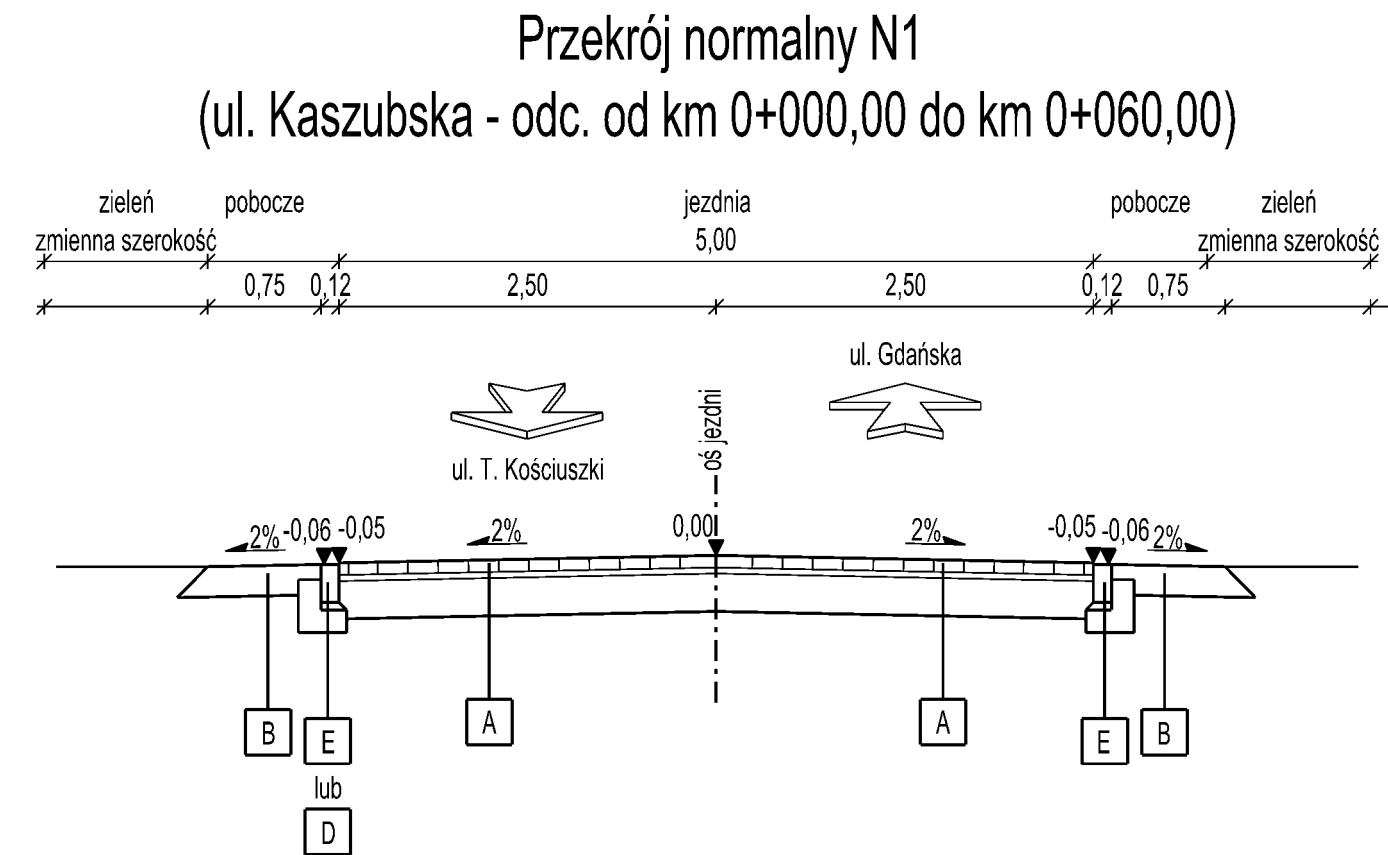 Przekrój normalny N1
(ul. Kaszubska - odc. od km 0+000,00 do km 0+060,00)
zieleń pobocze jezdnia pobocze zieleń
zmienna szerokość 5,00 zmienna szerokość
0,75 0,12 2,50 2,50 0,12 0,75
ul. Gdańska
oś jezdni
ul. T. Kościuszki
2% -0,06 -0,05 2% 0,00 2% -0,05 -0,06 2%
B E A A E B
lub
D